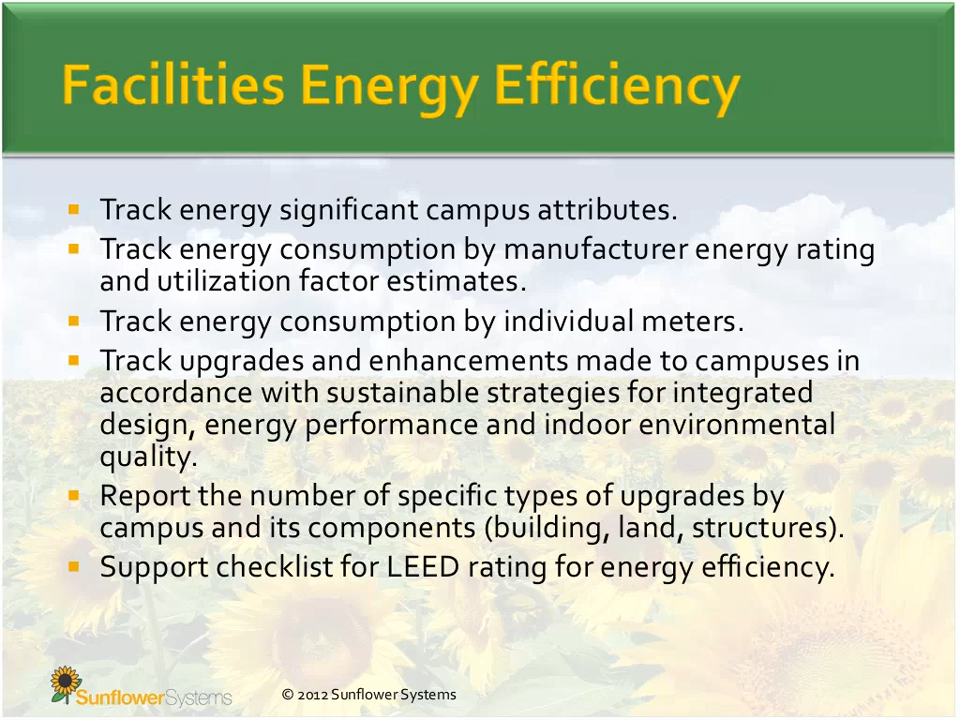 Facilities Energy Efficiency
Track energy significant campus attributes.
Track energy consumption by manufacturer energy rating
and utilization factor estimates.
Track energy consumption by individual meters.
Track upgrades and enhancements made to campuses in
accordance with sustainable strategies for integrated
design, energy performance and indoor environmental
quality.
Report the number of specific types of upgrades by
campus and its components (building, land, structures).
Support checklist for LEED rating for energy efficiency.
SunflowerSystems
© 2012 Sunflower Systems